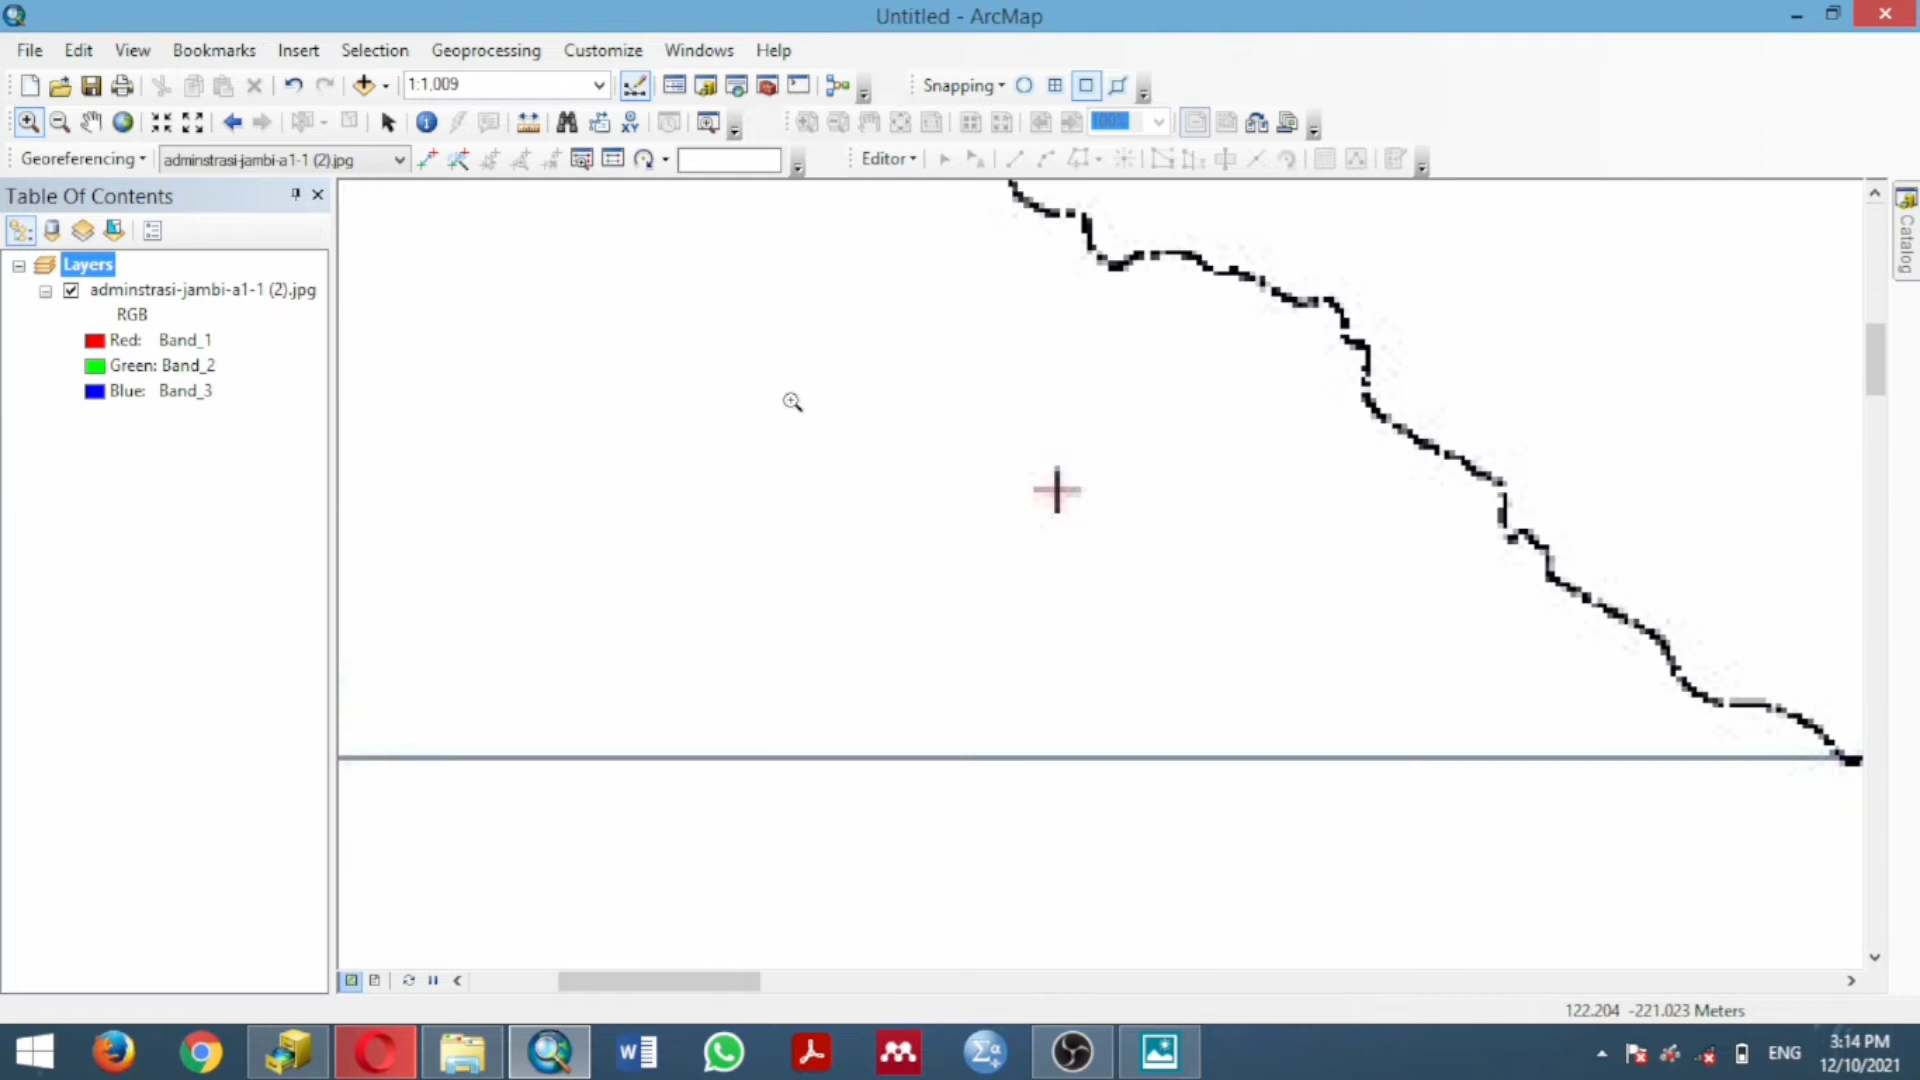 Untitled - ArcMap
File Edit View Bookmarks Insert Selection Geoprocessing Customize Windows Help
1:1,009 Snapping
100%
Georeferencing adminstrasi-jambi-a1-1 (2).jpg Editor
Table Of Contents
Catalog
Layers
adminstrasi-jambi-a1-1 (2).jpg
RGB
Red: Band_1
Green: Band_2
Blue: Band_3
122.204 -221.023 Meters
ENG
3:14 PM
12/10/2021